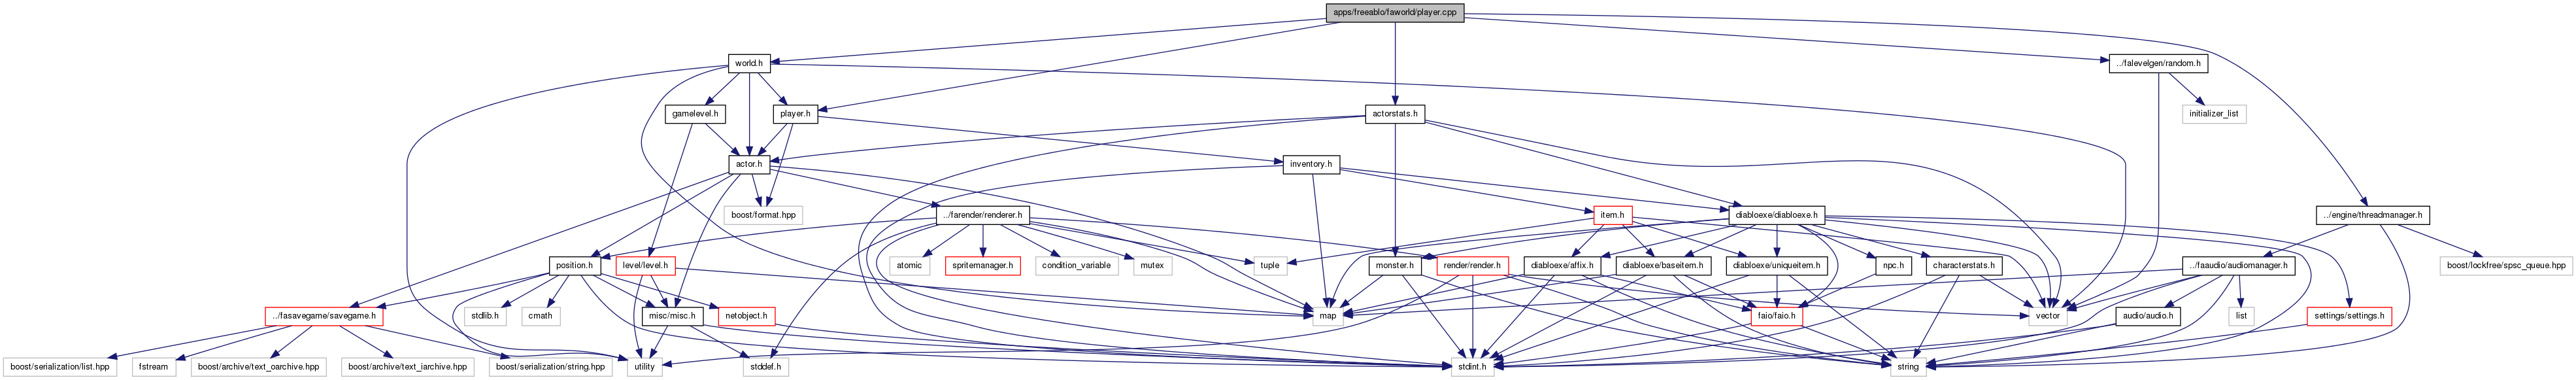 apps/freeablo/faworld/player.cpp
world.h
../falevelgen/random.h
gamelevel.h
player.h
actorstats.h
initializer_list
actor.h
inventory.h
boost/format.hpp
../farender/renderer.h
item.h
diabloexe/diabloexe.h
../engine/threadmanager.h
position.h
level/level.h
atomic
spritemanager.h
condition_variable
mutex
tuple
monster.h
render/render.h
diabloexe/affix.h
diabloexe/baseitem.h
diabloexe/uniqueitem.h
npc.h
characterstats.h
../faaudio/audiomanager.h
boost/lockfree/spsc_queue.hpp
../fasavegame/savegame.h
stdlib.h
cmath
misc/misc.h
netobject.h
map
faio/faio.h
vector
audio/audio.h
list
settings/settings.h
boost/serialization/list.hpp
fstream
boost/archive/text_oarchive.hpp
boost/archive/text_iarchive.hpp
boost/serialization/string.hpp
utility
stddef.h
stdint.h
string